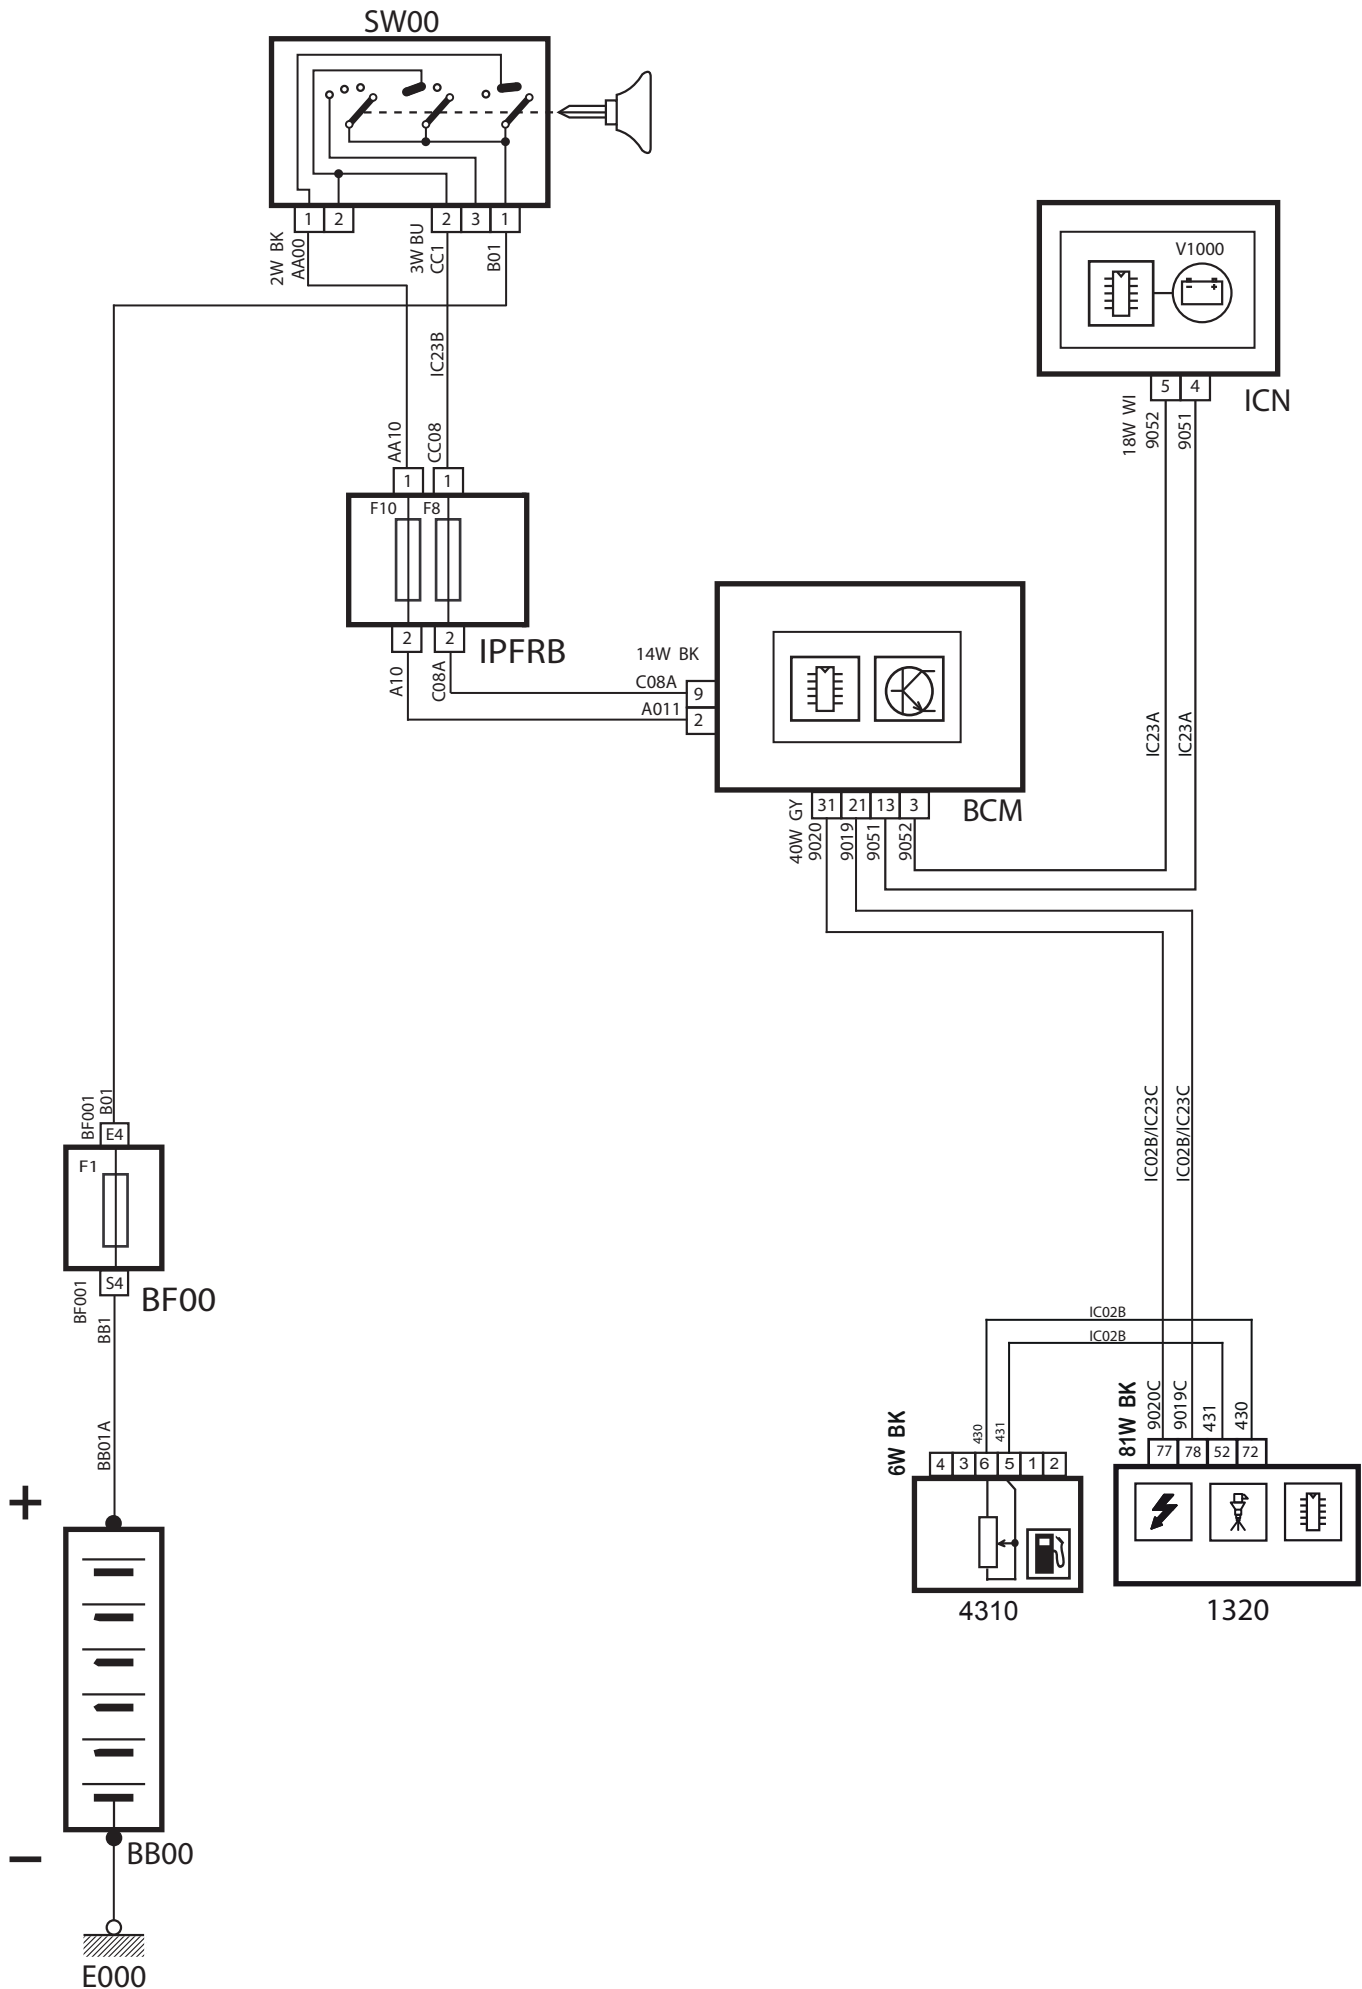 SW00
1 2 2 3 1
2W BK
AA00
3W BU
CC1
B01
IC23B
V1000
5 4
ICN
18W WI
9052
9051
AA10
CC08
1 1
F10 F8
2 2
IPFRB
A10
C08A
14W BK
C08A
9
A011
2
IC23A
IC23A
31 21 13 3
BCM
40W GY
9020
9019
9051
9052
BF001
B01
E4
F1
S4
BF00
BF001
BB1
BB01A
IC02B/IC23C
IC02B/IC23C
IC02B
IC02B
6W BK
430
431
4 3 6 5 1 2
4310
81W BK
9020C
9019C
431
430
77 78 52 72
1320
+
−
BB00
E000